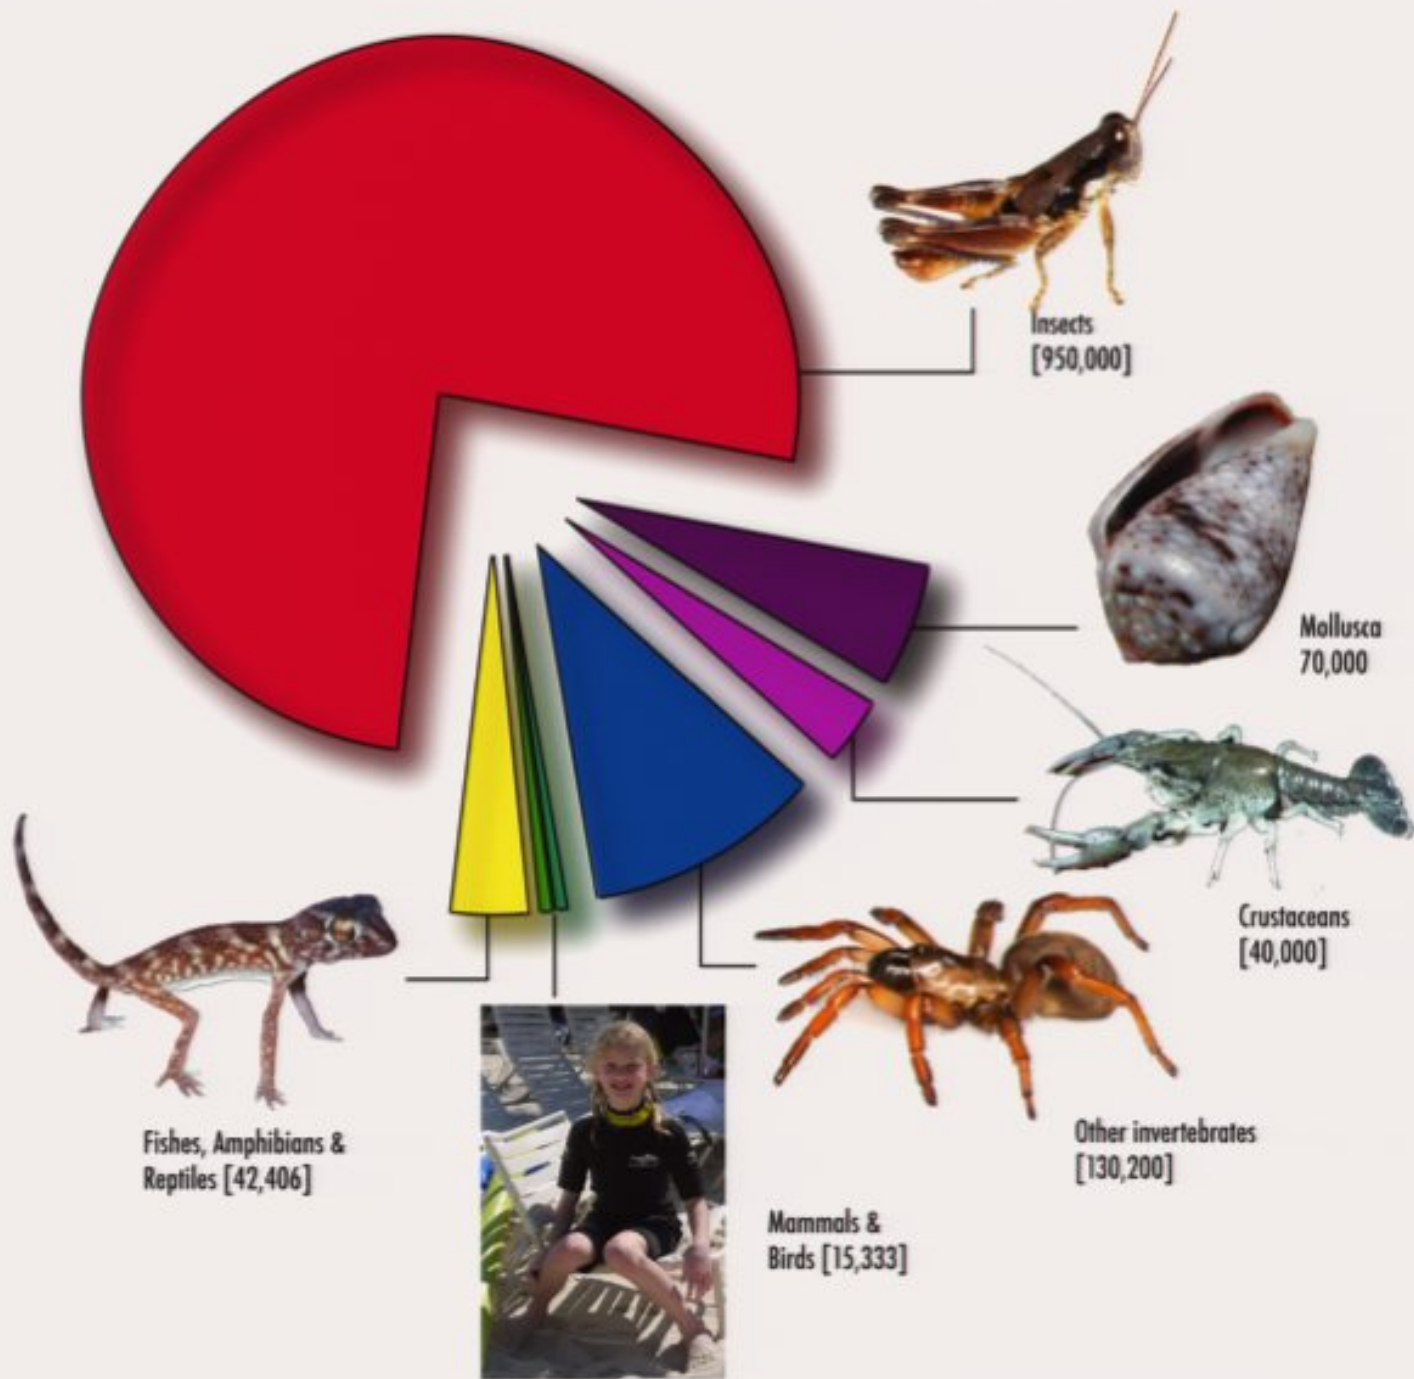 Insects
[950,000]
Mollusca
70,000
Crustaceans
[40,000]
Other invertebrates
[130,200]
Fishes, Amphibians &
Reptiles [42,406]
Mammals &
Birds [15,333]